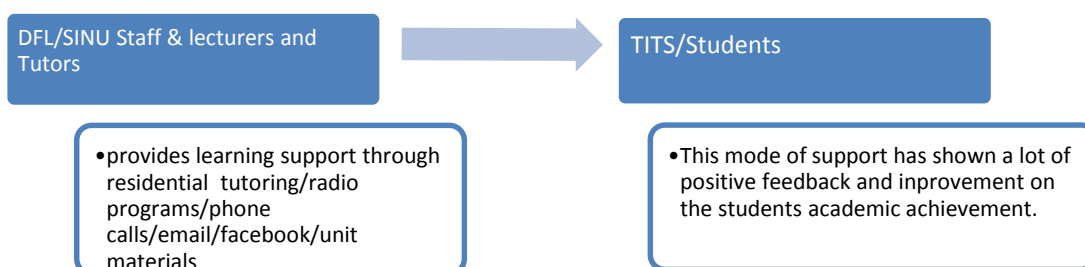 DFL/SINU Staff & lecturers and
Tutors
TITS/Students
•provides learning support through
residential tutoring/radio
programs/phone
calls/email/facebook/unit
materials
•This mode of support has shown a lot of
positive feedback and inprovement on
the students academic achievement.